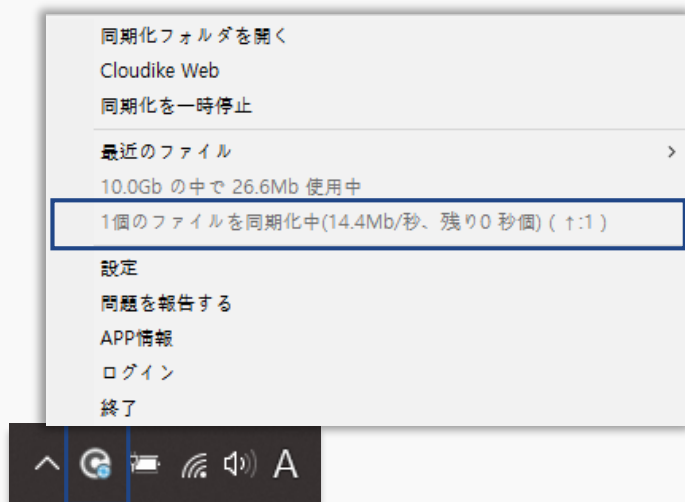 同期化フォルダを開く
Cloudike Web
同期化を一時停止
最近のファイル
10.0Gb の中で 26.6Mb 使用中
1個のファイルを同期化中(14.4Mb/秒、残り0 秒個) ( ↑:1 )
設定
問題を報告する
APP情報
ログイン
終了
A